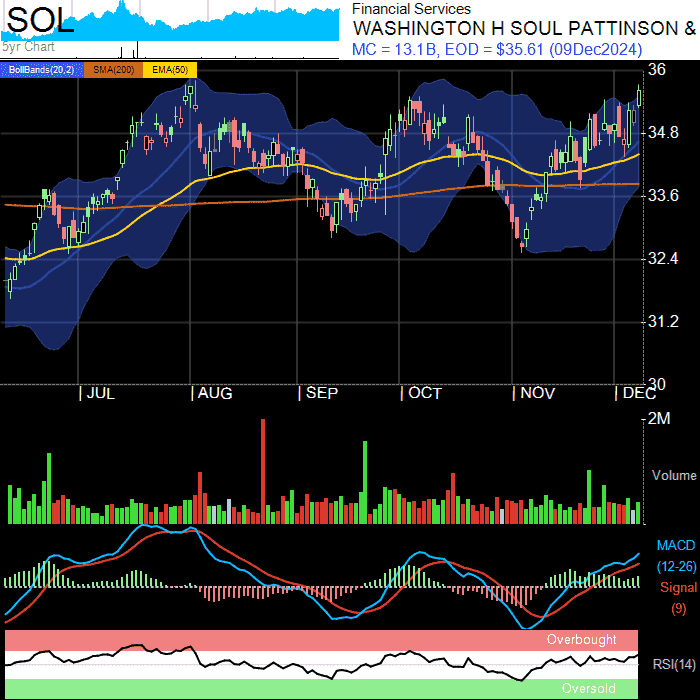 SOL
5yr Chart
Financial Services
WASHINGTON H SOUL PATTINSON &
MC = 13.1B, EOD = $35.61 (09Dec2024)
BollBands(20,2) SMA(200) EMA(50)
36
34.8
33.6
32.4
31.2
30
JUL AUG SEP OCT NOV DEC
2M
Volume
MACD
(12-26)
Signal
(9)
Overbought
RSI(14)
Oversold